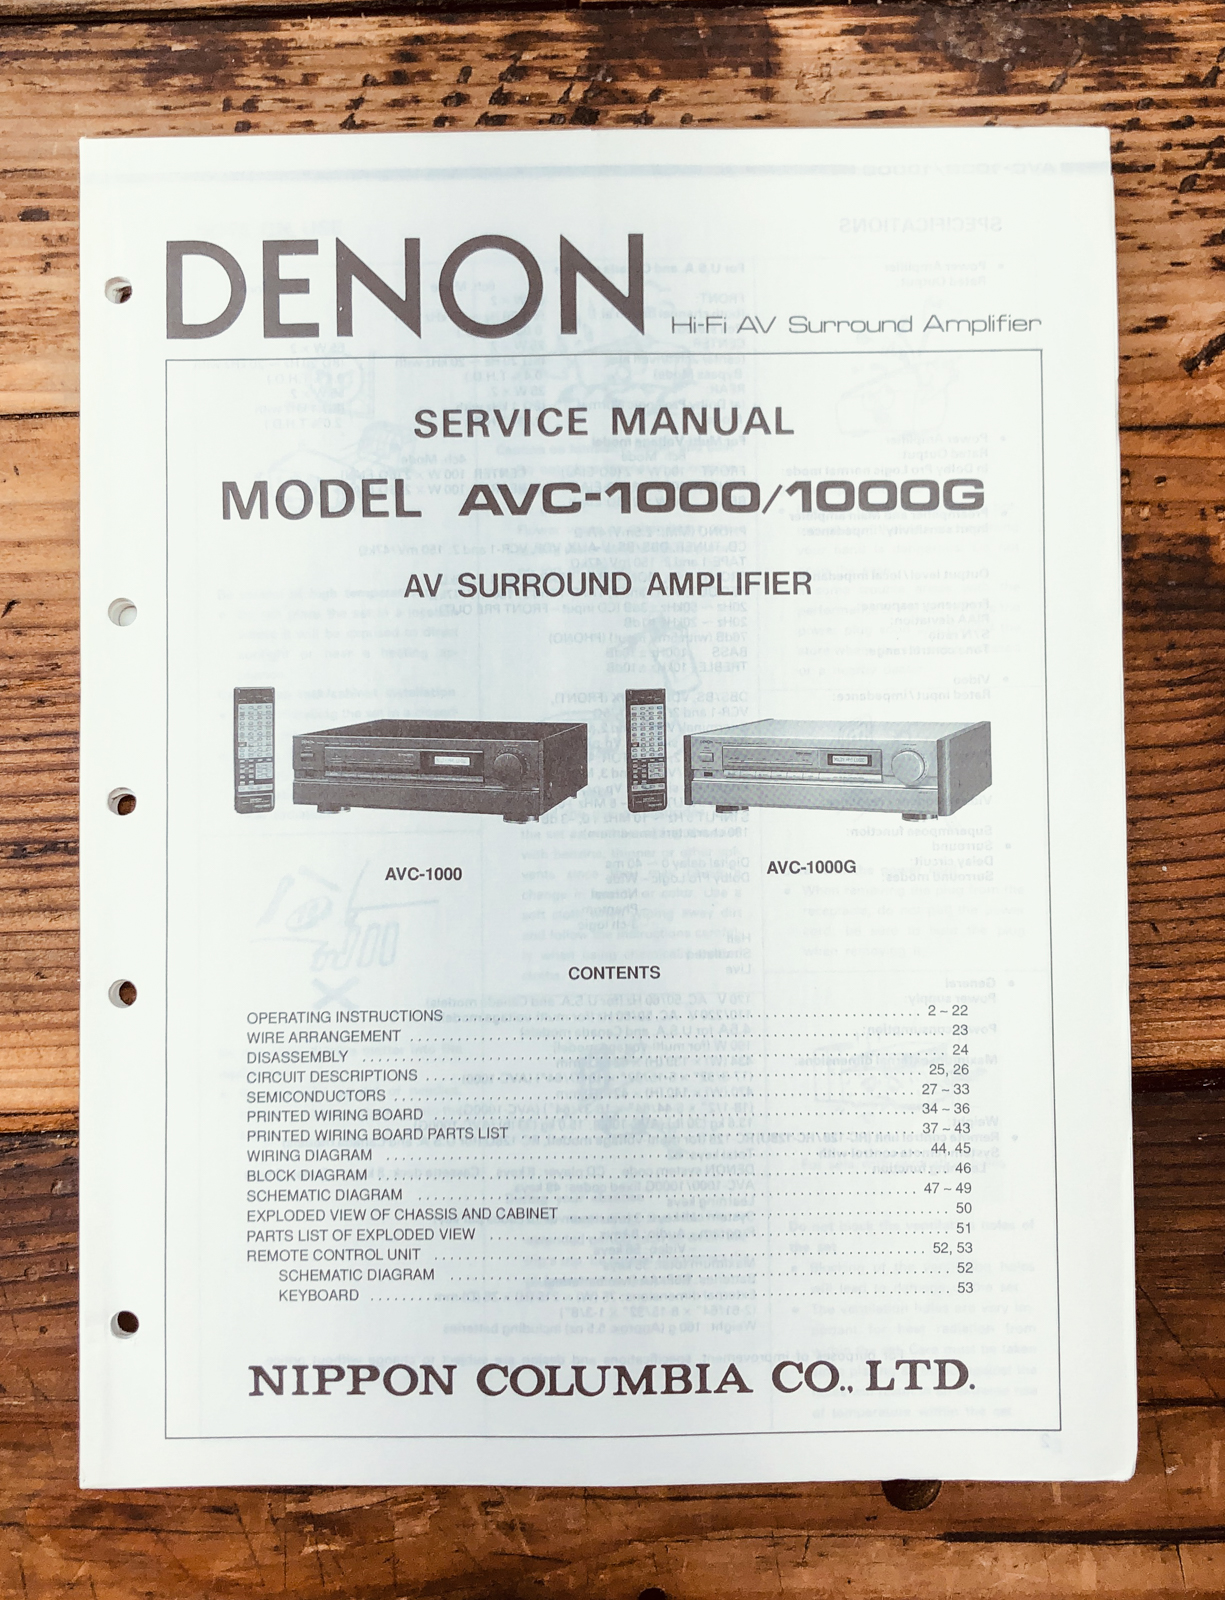 DENON
Hi-Fi AV Surround Amplifier
SERVICE MANUAL
MODEL AVC-1000/1000G
AV SURROUND AMPLIFIER
AVC-1000
AVC-1000G
CONTENTS
OPERATING INSTRUCTIONS 2 ~ 22
WIRE ARRANGEMENT 23
DISASSEMBLY 24
CIRCUIT DESCRIPTIONS 25, 26
SEMICONDUCTORS 27 ~ 33
PRINTED WIRING BOARD 34 ~ 36
PRINTED WIRING BOARD PARTS LIST 37 ~ 43
WIRING DIAGRAM 44, 45
BLOCK DIAGRAM 46
SCHEMATIC DIAGRAM 47 ~ 49
EXPLODED VIEW OF CHASSIS AND CABINET 50
PARTS LIST OF EXPLODED VIEW 51
REMOTE CONTROL UNIT 52, 53
SCHEMATIC DIAGRAM 52
KEYBOARD 53
NIPPON COLUMBIA CO., LTD.